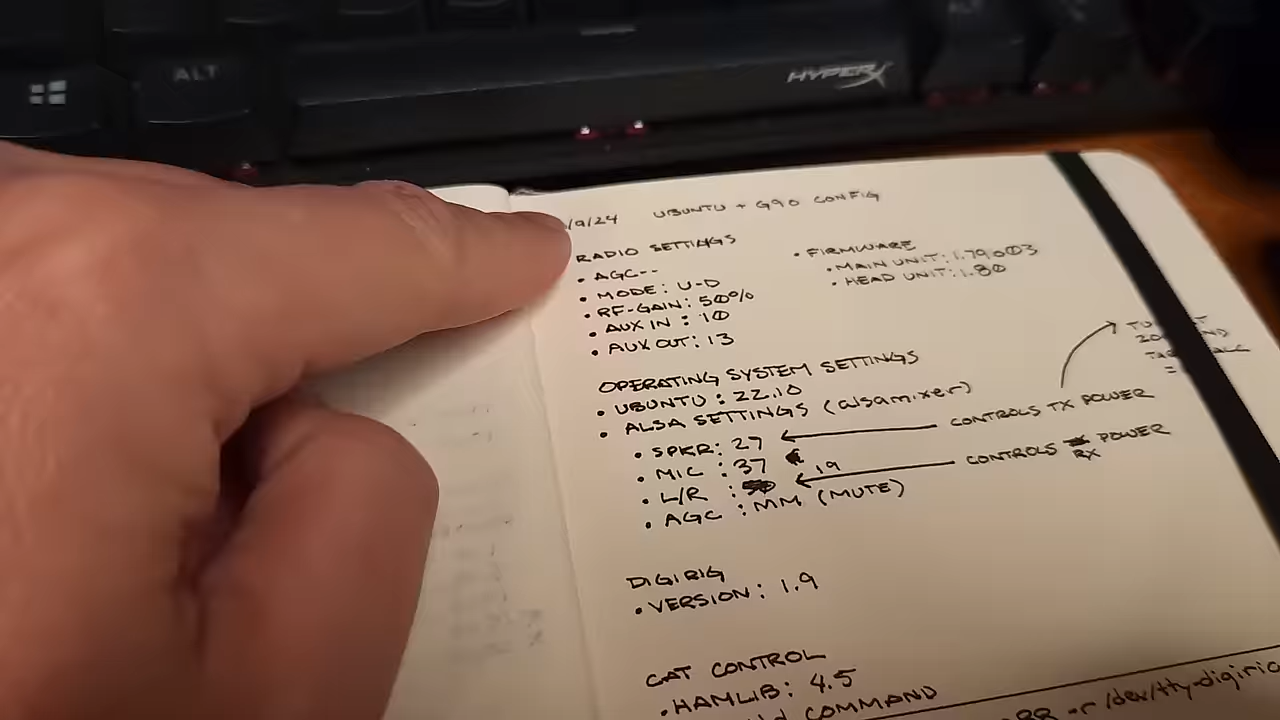 ALT
HYPERX
/9/24 UBUNTU + G90 CONFIG
RADIO SETTINGS
• AGC--
• MODE: U-D
• RF-GAIN: 50%
• AUX IN: 10
• AUX OUT: 13
• FIRMWARE
• MAIN UNIT: 1.79003
• HEAD UNIT: 1.80
OPERATING SYSTEM SETTINGS
• UBUNTU: 22.10
• ALSA SETTINGS (alsamixer)
• SPKR: 27 CONTROLS TX POWER
• MIC: 37
• L/R: 19 CONTROLS RX POWER
• AGC: MM (MUTE)
DIGIRIG
• VERSION: 1.9
CAT CONTROL
• HAMLIB: 4.5
COMMAND
-r /dev/tty-digiri